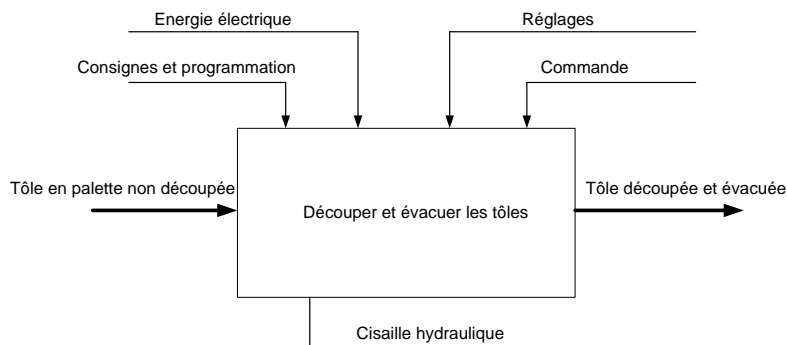 Energie électrique
Réglages
Consignes et programmation
Commande
Tôle en palette non découpée
Tôle découpée et évacuée
Découper et évacuer les tôles
Cisaille hydraulique